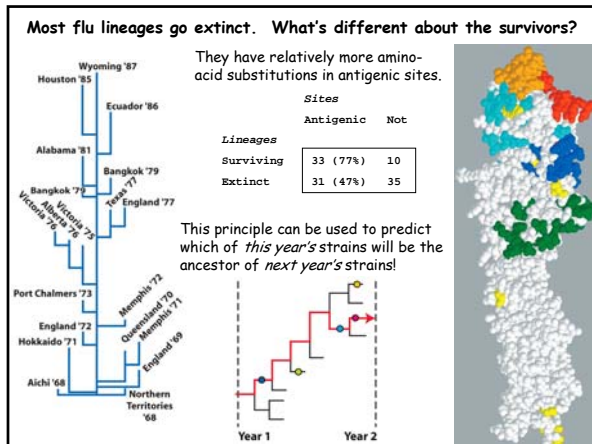 Most flu lineages go extinct.  What's different about the survivors?
Wyoming '87
Houston '85
Ecuador '86
Alabama '81
Bangkok '79
Bangkok '79
Texas '77
England '77
Victoria '75
Alberta '76
Victoria '76
Port Chalmers '73
Memphis '72
England '72
Queensland '70
Memphis '71
Hokkaido '71
England '69
Aichi '68
Northern
Territories
'68
They have relatively more amino-
acid substitutions in antigenic sites.
Sites
Antigenic Not
Lineages
Surviving 33 (77%) 10
Extinct 31 (47%) 35
This principle can be used to predict
which of this year's strains will be the
ancestor of next year's strains!
Year 1 Year 2